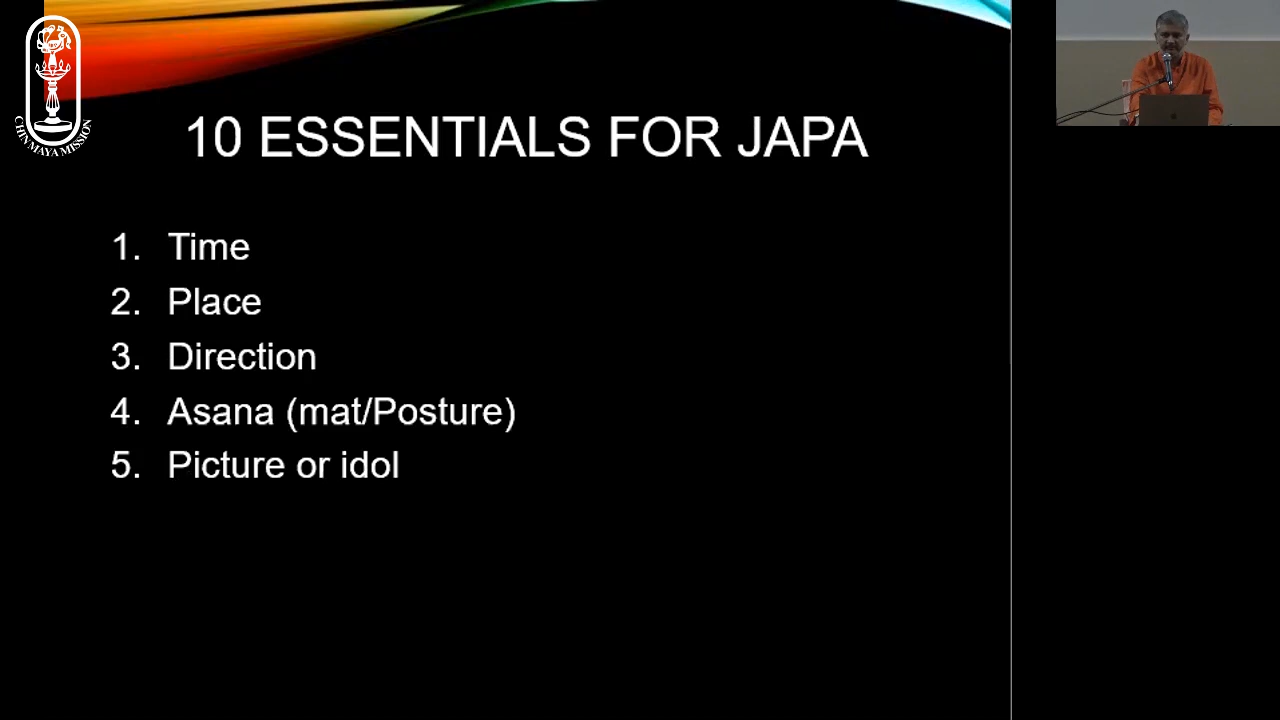 CHINMAYA MISSION
10 ESSENTIALS FOR JAPA
1. Time
2. Place
3. Direction
4. Asana (mat/Posture)
5. Picture or idol